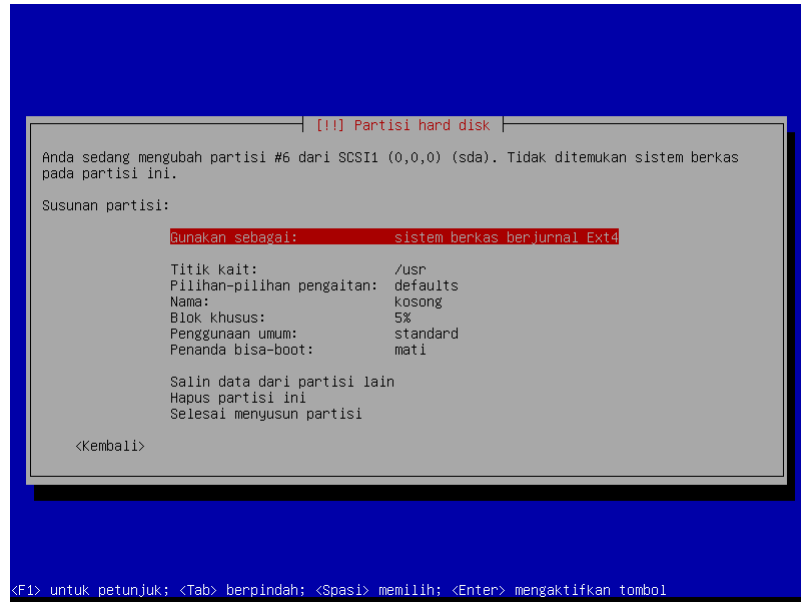 [!!] Partisi hard disk
Anda sedang mengubah partisi #6 dari SCSI1 (0,0,0) (sda). Tidak ditemukan sistem berkas
pada partisi ini.
Susunan partisi:
Gunakan sebagai: sistem berkas berjurnal Ext4
Titik kait: /usr
Pilihan-pilihan pengaitan: defaults
Nama: kosong
Blok khusus: 5%
Penggunaan umum: standard
Penanda bisa-boot: mati
Salin data dari partisi lain
Hapus partisi ini
Selesai menyusun partisi
<Kembali>
<F1> untuk petunjuk; <Tab> berpindah; <Spasi> memilih; <Enter> mengaktifkan tombol